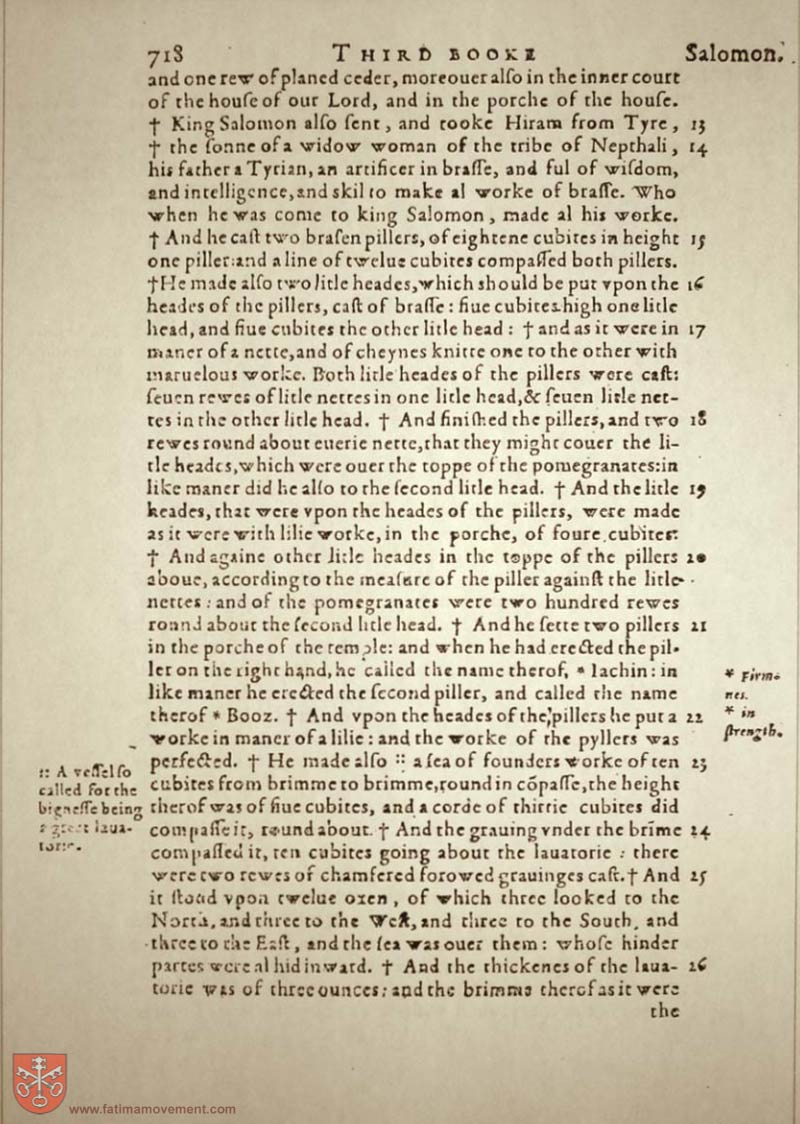 718 THIRD BOOKE Salomon.
and one rew of planed ceder, moreouer alſo in the inner court
of the houſe of our Lord, and in the porche of the houſe.
† King Salomon alſo ſent, and tooke Hiram from Tyre, 13
† the ſonne of a widow woman of the tribe of Nepthali, 14
his father a Tyrian, an artificer in braſſe, and ful of wiſdom,
and intelligence, and skil to make al worke of braſſe. Who
when he was come to king Salomon, made al his worke.
† And he caſt two braſen pillers, of eightene cubites in height 15
one piller: and a line of twelue cubites compaſſed both pillers.
† He made alſo two litle heades, which should be put vpon the 16
heades of the pillers, caſt of braſſe: fiue cubites high one litle
head, and fiue cubites the other litle head: † and as it were in 17
maner of a nette, and of cheynes knitte one to the other with
maruelous worke. Both litle heades of the pillers were caſt:
ſeuen rewes of litle nettes in one litle head, & ſeuen litle net-
tes in the other litle head. † And finiſhed the pillers, and two 18
rewes round about euerie nette, that they might couer the li-
tle heades, which were ouer the toppe of the pomegranates: in
like maner did he alſo to the ſecond litle head. † And the litle 19
heades, that were vpon the heades of the pillers, were made
as it were with lilie worke, in the porche, of foure cubites.
† And againe other litle heades in the toppe of the pillers 20
aboue, according to the meaſure of the piller againſt the litle
nettes: and of the pomegranates were two hundred rewes
round about the ſecond litle head. † And he ſette two pillers 21
in the porche of the temple: and when he had erected the pil-
ler on the right hand, he called the name therof, * Iachin: in
like maner he erected the ſecond piller, and called the name
therof * Booz. † And vpon the heades of the pillers he put a 22
worke in maner of a lilie: and the worke of the pyllers was
perfected. † He made alſo :: a ſea of founders worke of ten 23
cubites from brimme to brimme, round in cōpaſſe, the height
therof was of fiue cubites, and a corde of thirtie cubites did
compaſſe it, round about. † And the grauing vnder the brīme 24
compaſſed it, ten cubites going about the lauatorie: there
were two rewes of chamfered forowed grauinges caſt. † And 25
it ſtood vpon twelue oxen, of which three looked to the
North, and three to the Weſt, and three to the South, and
three to the Eaſt, and the ſea was ouer them: whoſe hinder
partes were al hid inward. † And the thickenes of the laua- 26
torie was of three ounces: and the brimme therof as it were
the
* Firm-
nes.
* in
ſtrength.
:: A veſſel ſo
called for the
bigneſſe being
a great laua-
torie.
www.fatimamovement.com